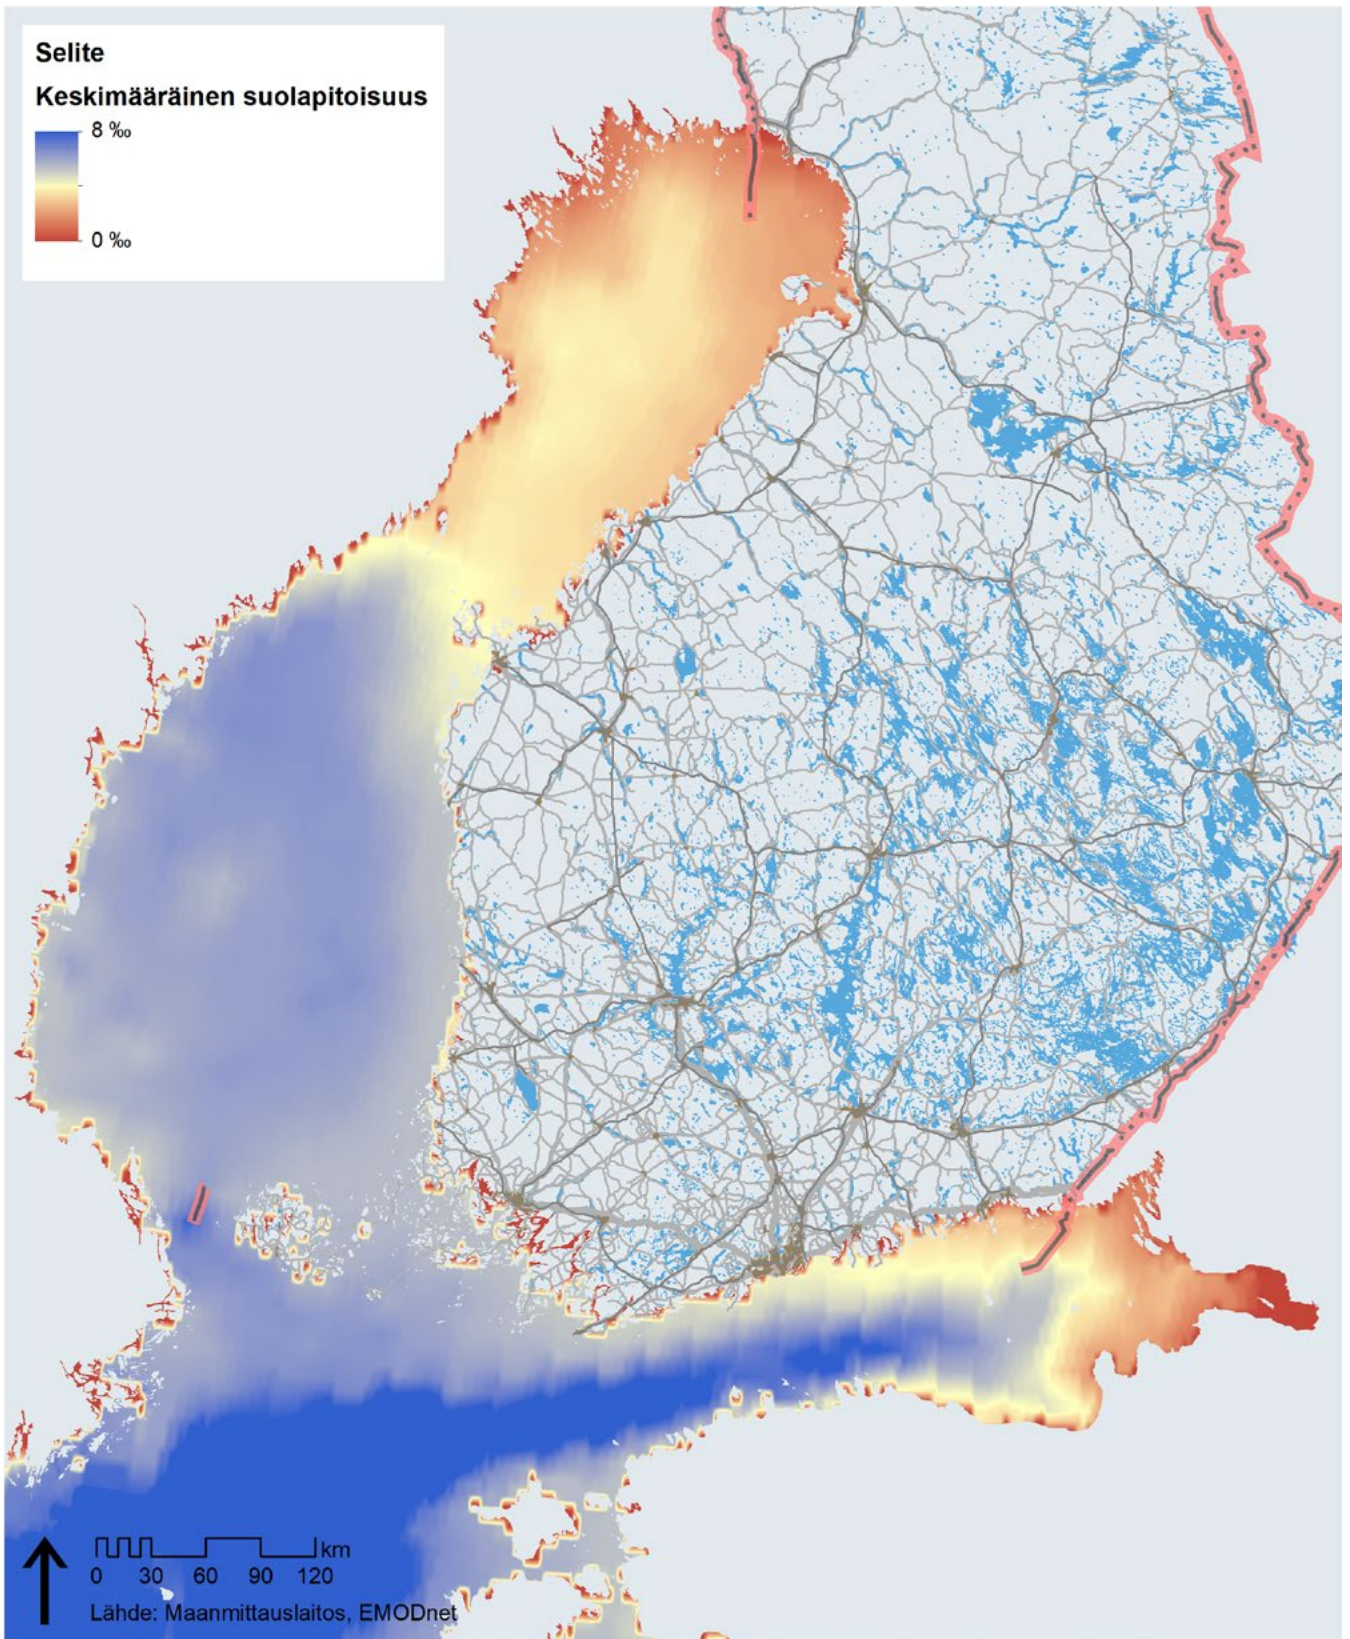 Selite
Keskimääräinen suolapitoisuus
8 ‰
0 ‰
km
0 30 60 90 120
Lähde: Maanmittauslaitos, EMODnet